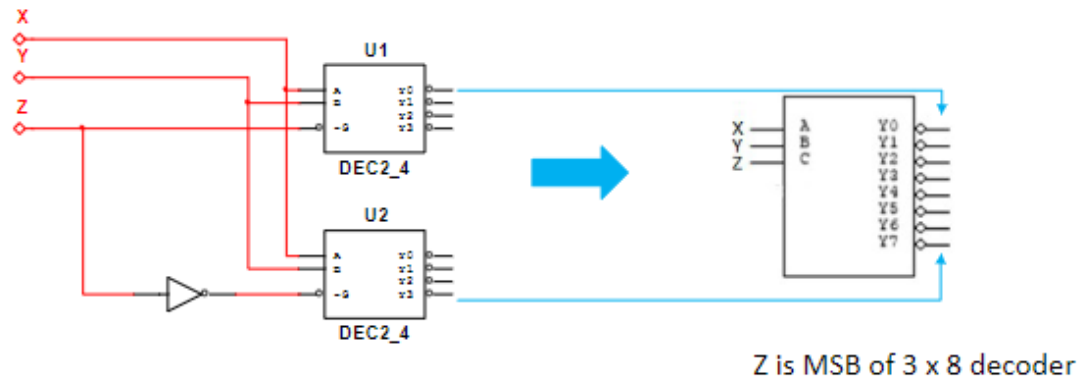 X
Y
Z
U1
A
B
~G
Y0
Y1
Y2
Y3
DEC2_4
U2
A
B
~G
Y0
Y1
Y2
Y3
DEC2_4
X A Y0
Y B Y1
Z C Y2
Y3
Y4
Y5
Y6
Y7
Z is MSB of 3 x 8 decoder